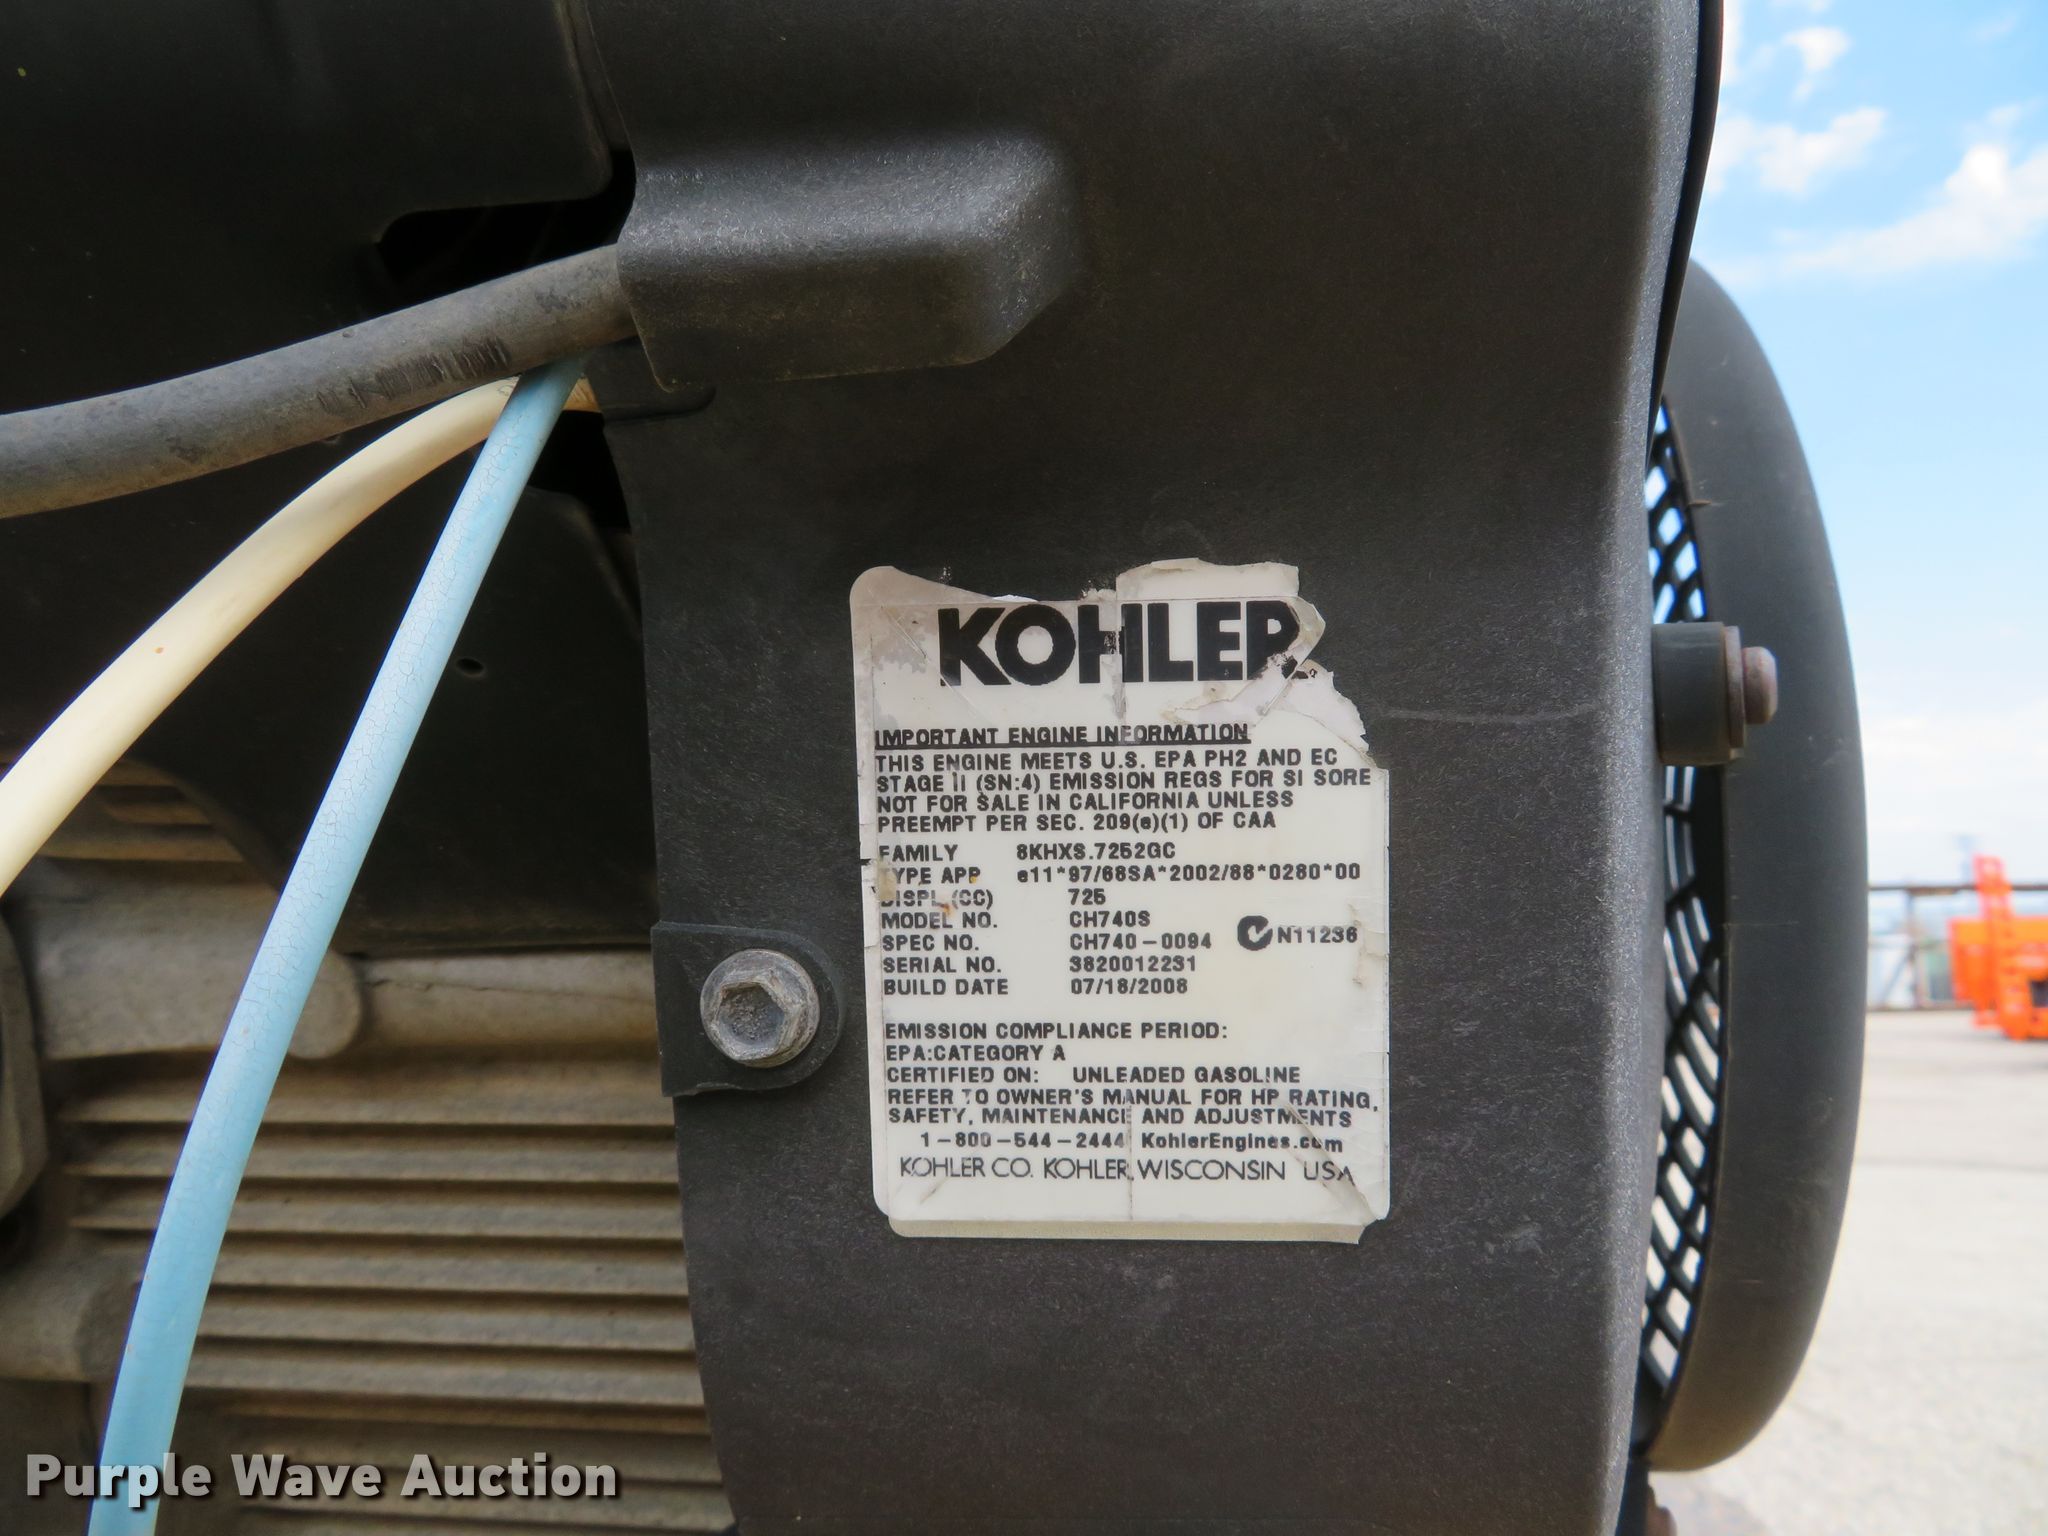 KOHLER
IMPORTANT ENGINE INFORMATION
THIS ENGINE MEETS U.S. EPA PH2 AND EC
STAGE II (SN:4) EMISSION REGS FOR SI SORE
NOT FOR SALE IN CALIFORNIA UNLESS
PREEMPT PER SEC. 209(e)(1) OF CAA
FAMILY 8KHXS.7252GC
TYPE APP e11*97/68SA*2002/88*0280*00
DISPL.(CC) 725
MODEL NO. CH740S
SPEC NO. CH740-0094 N11236
SERIAL NO. 3820012231
BUILD DATE 07/18/2008
EMISSION COMPLIANCE PERIOD:
EPA:CATEGORY A
CERTIFIED ON: UNLEADED GASOLINE
REFER TO OWNER'S MANUAL FOR HP RATING,
SAFETY, MAINTENANCE AND ADJUSTMENTS
1-800-544-2444 KohlerEngines.com
KOHLER CO. KOHLER, WISCONSIN USA
Purple Wave Auction